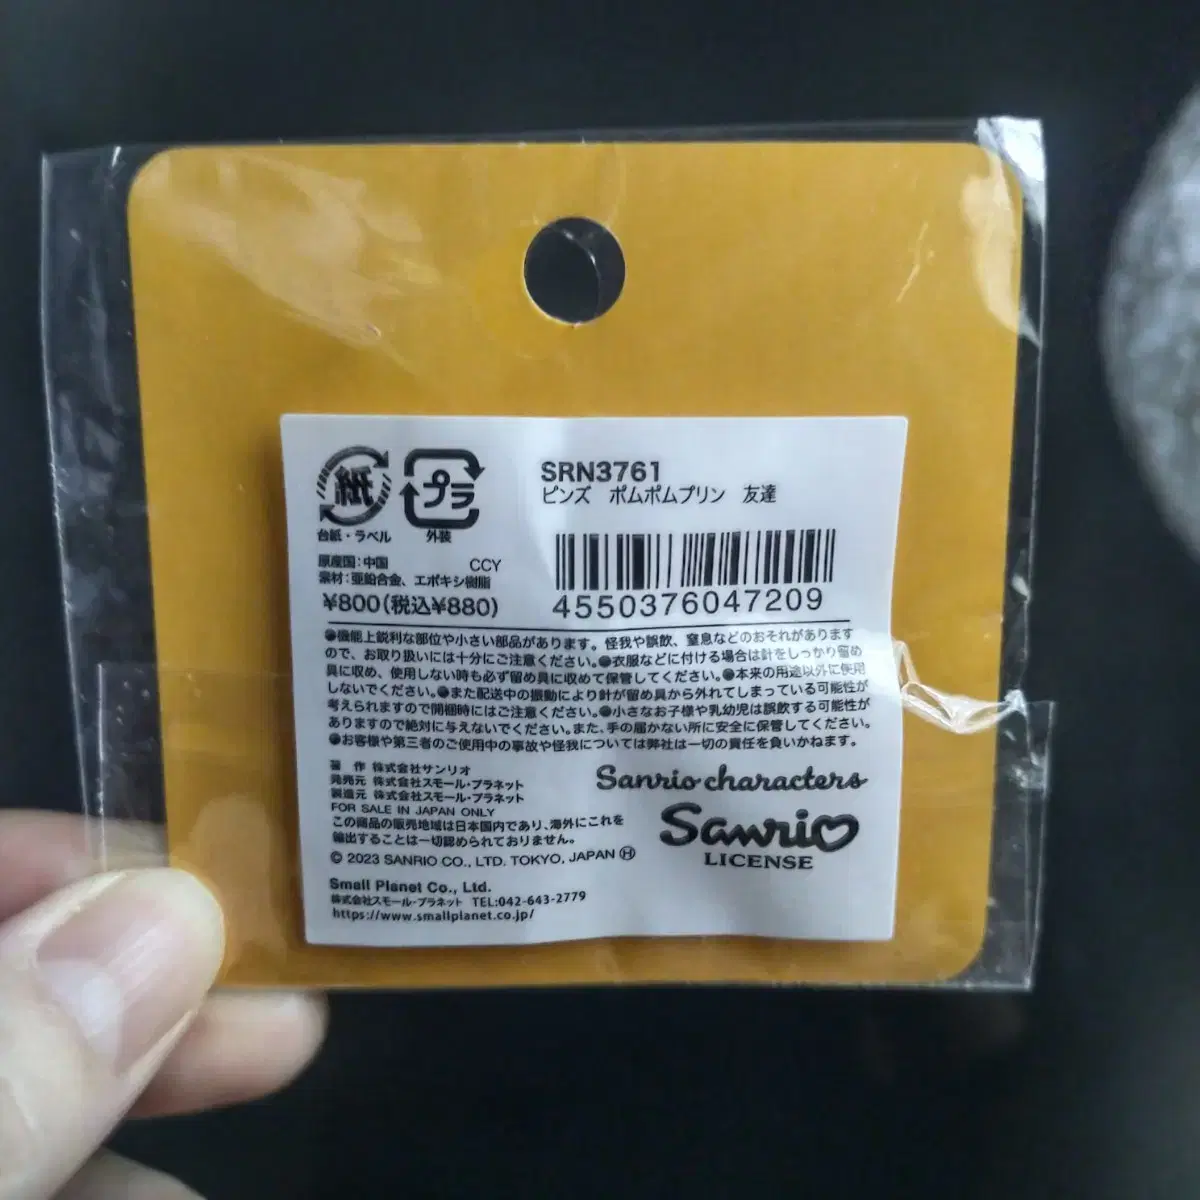 紙
プラ
台紙・ラベル 外装
SRN3761
ピンズ ポムポムプリン 友達
原産国:中国 CCY
素材:亜鉛合金、エポキシ樹脂
¥800(税込¥880)
4550376047209
●機能上鋭利な部位や小さい部品があります。怪我や誤飲、窒息などのおそれがあります
ので、お取り扱いには十分にご注意ください。●衣服などに付ける場合は針をしっかり留め
具に収め、使用しない時も必ず留め具に収めて保管してください。●本来の用途以外に使用
しないでください。●また配送中の振動により針が留め具から外れてしまっている可能性が
考えられますので開梱時にはご注意ください。●小さなお子様や乳幼児は誤飲する可能性が
ありますので絶対に与えないでください。また、手の届かない所に安全に保管してください。
●お客様や第三者のご使用中の事故や怪我については弊社は一切の責任を負いかねます。
著 作 株式会社サンリオ
発売元 株式会社スモール・プラネット
製造元 株式会社スモール・プラネット
FOR SALE IN JAPAN ONLY
この商品の販売地域は日本国内であり、海外にこれを
輸出することは一切認められておりません。
© 2023 SANRIO CO., LTD. TOKYO, JAPAN Ⓗ
Sanrio characters
Sanrio
LICENSE
Small Planet Co., Ltd.
株式会社スモール・プラネット TEL:042-643-2779
https://www.smallplanet.co.jp/